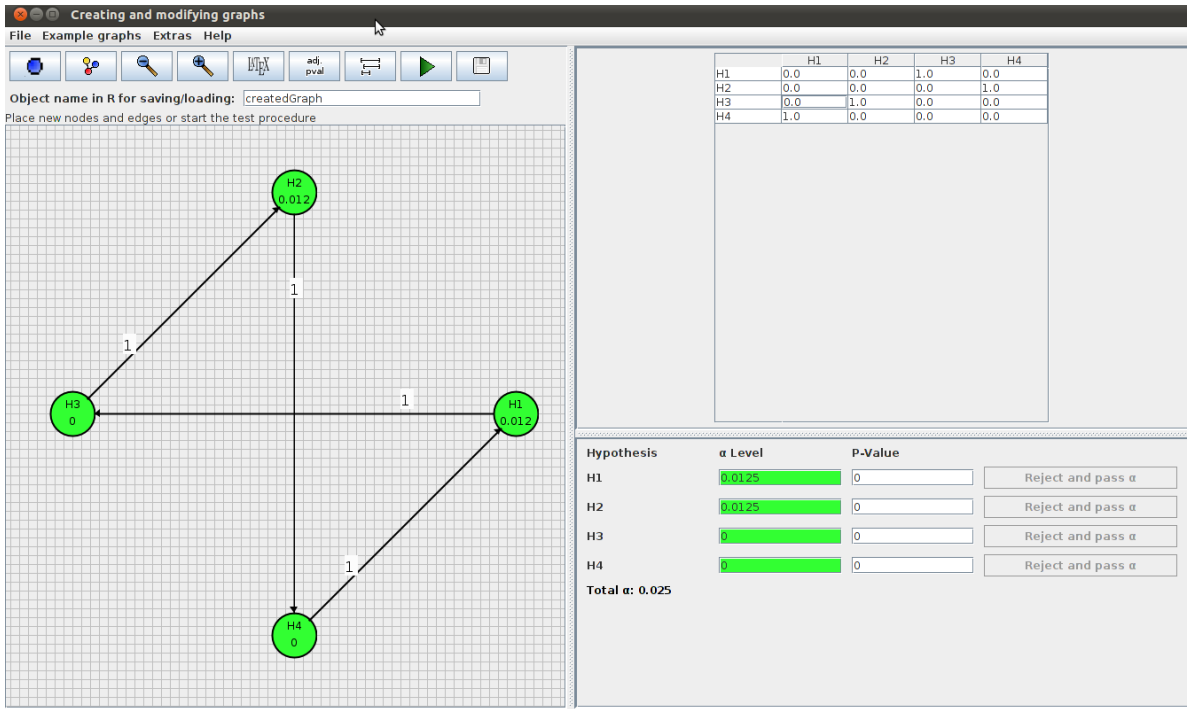 Creating and modifying graphs
File Example graphs Extras Help
LATEX adj. pval
Object name in R for saving/loading: createdGraph
Place new nodes and edges or start the test procedure
H2
0.012
1
1
H3
0
1
H1
0.012
1
H4
0
H1 H2 H3 H4
H1 0.0 0.0 1.0 0.0
H2 0.0 0.0 0.0 1.0
H3 0.0 1.0 0.0 0.0
H4 1.0 0.0 0.0 0.0
Hypothesis α Level P-Value
H1 0.0125 0 Reject and pass α
H2 0.0125 0 Reject and pass α
H3 0 0 Reject and pass α
H4 0 0 Reject and pass α
Total α: 0.025